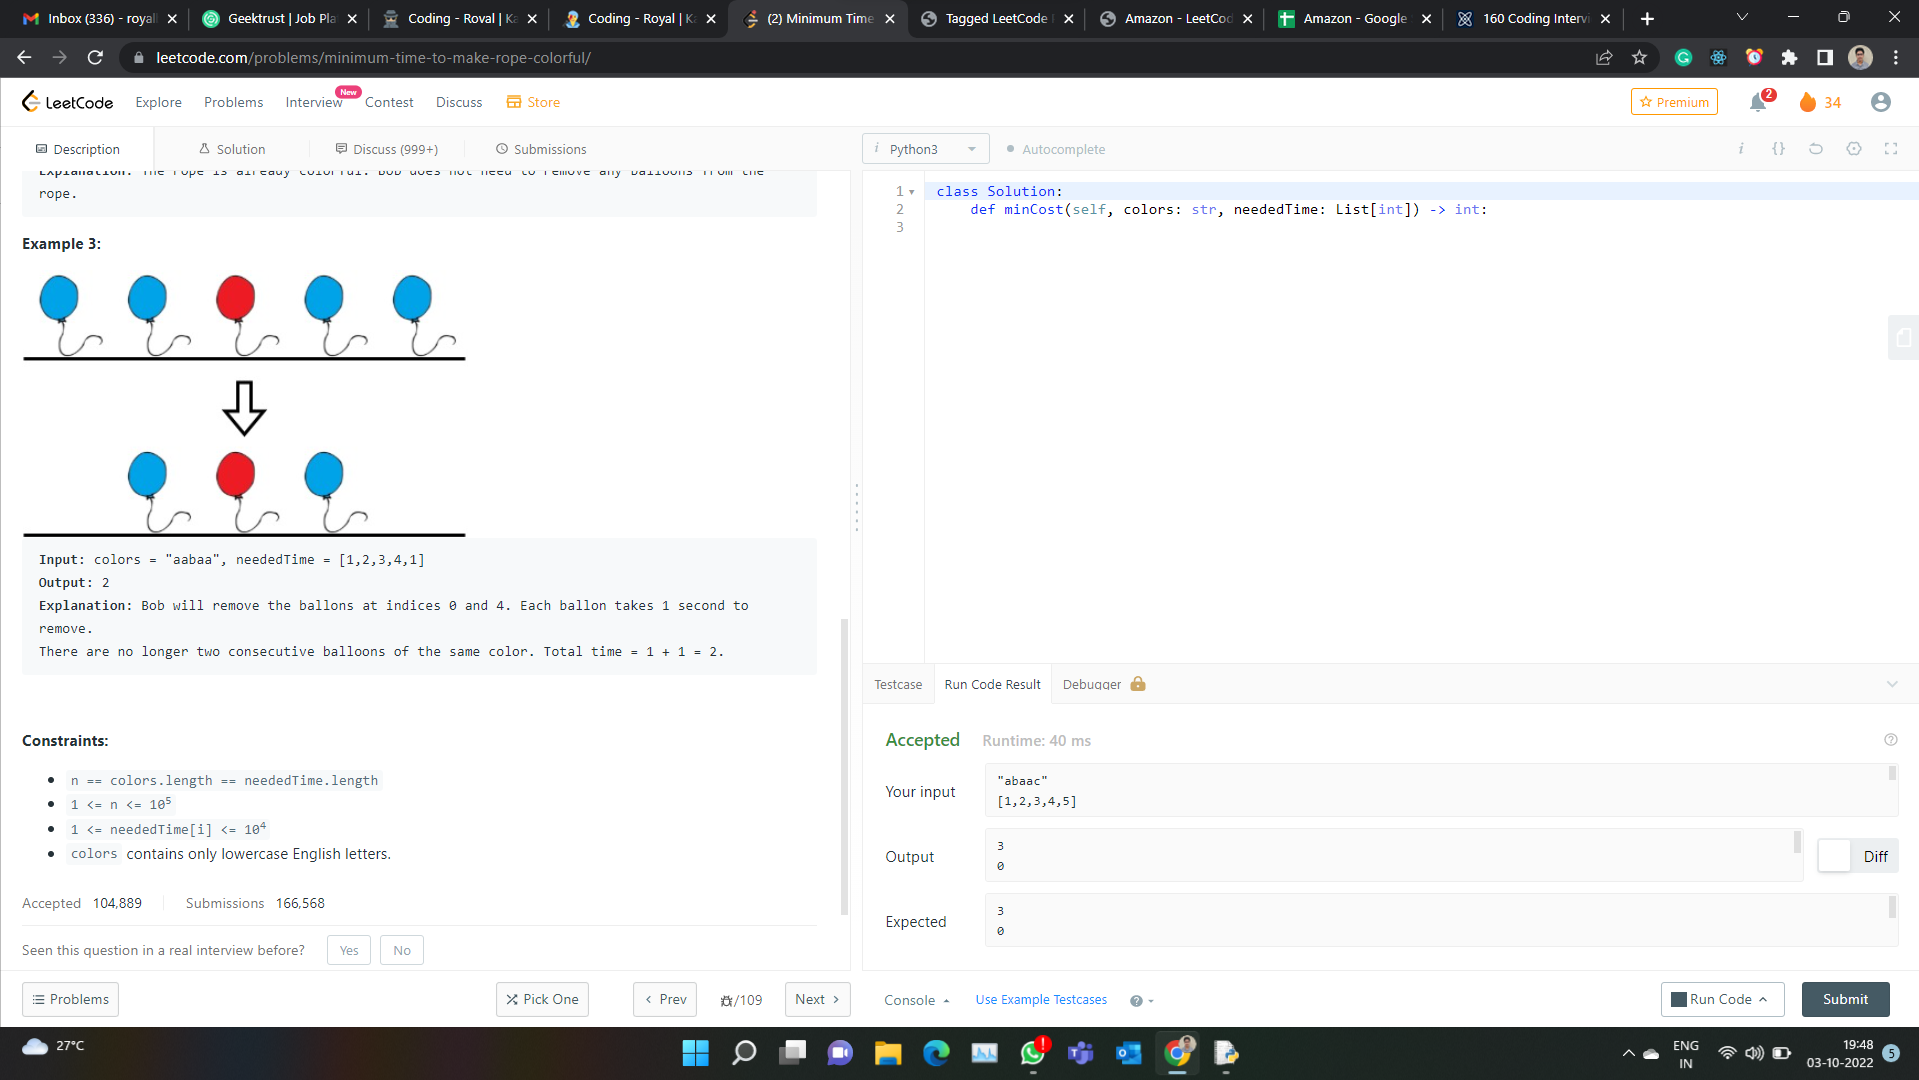 Inbox (336) - royal
Geektrust | Job Pla
Coding - Royal | Ka
Coding - Royal | Ka
(2) Minimum Time
Tagged LeetCode
Amazon - LeetCod
Amazon - Google
160 Coding Intervi
leetcode.com/problems/minimum-time-to-make-rope-colorful/
LeetCode Explore Problems Interview New Contest Discuss Store
Premium 2 34
Description Solution Discuss (999+) Submissions
Python3 Autocomplete
i {}
Explanation: The rope is already colorful. Bob does not need to remove any balloons from the
rope.
Example 3:
Input: colors = "aabaa", neededTime = [1,2,3,4,1]
Output: 2
Explanation: Bob will remove the ballons at indices 0 and 4. Each ballon takes 1 second to
remove.
There are no longer two consecutive balloons of the same color. Total time = 1 + 1 = 2.
Constraints:
n == colors.length == neededTime.length
1 <= n <= 10⁵
1 <= neededTime[i] <= 10⁴
colors contains only lowercase English letters.
Accepted 104,889 Submissions 166,568
Seen this question in a real interview before? Yes No
Problems Pick One Prev /109 Next
1 class Solution:
2 def minCost(self, colors: str, neededTime: List[int]) -> int:
3
Testcase Run Code Result Debugger
Accepted Runtime: 40 ms
Your input
"abaac"
[1,2,3,4,5]
Output
3
0
Diff
Expected
3
0
Console Use Example Testcases Run Code Submit
27°C
ENG
IN
19:48
03-10-2022
5